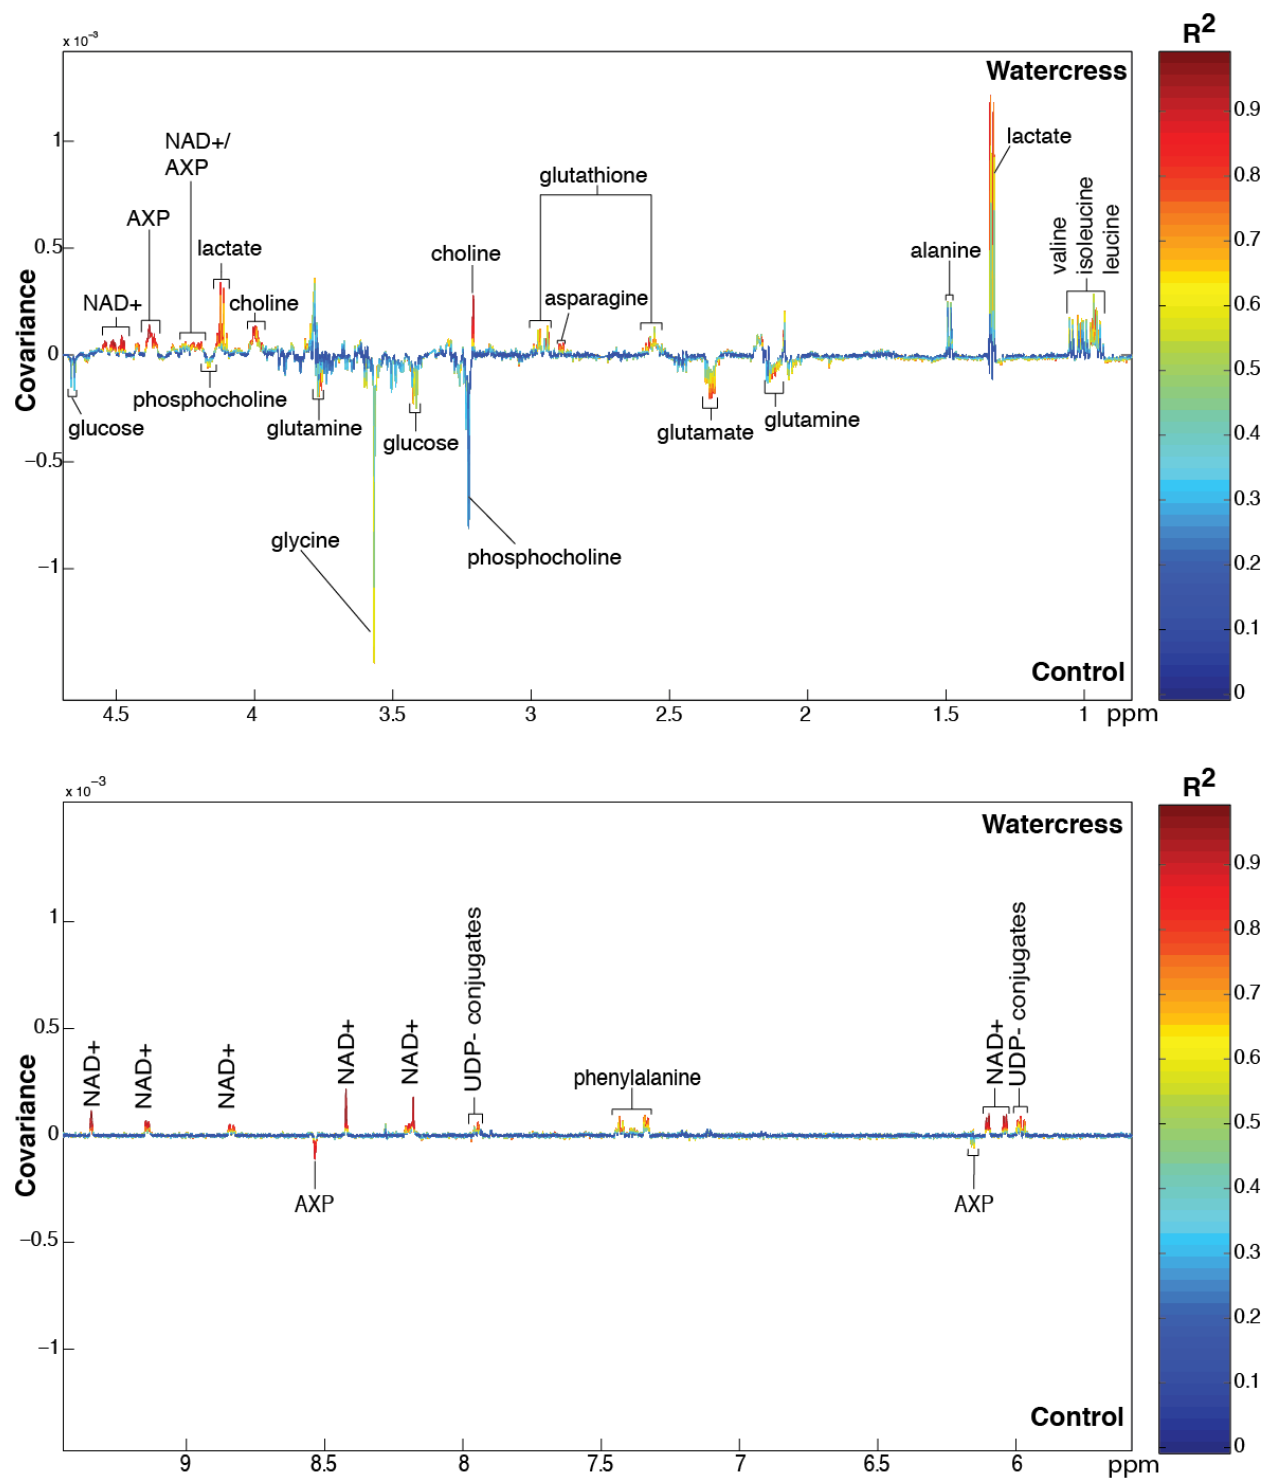 R2
x 10−3
Watercress
1
NAD+/
AXP
lactate
glutathione
AXP
valine
isoleucine
leucine
0.5
lactate
choline
alanine
NAD+
choline
asparagine
0
Covariance
phosphocholine
glucose
glutamine
glucose
glutamate
glutamine
−0.5
glycine
phosphocholine
−1
Control
4.5
4
3.5
3
2.5
2
1.5
1
ppm
0.9
0.8
0.7
0.6
0.5
0.4
0.3
0.2
0.1
0
R2
x 10−3
Watercress
1
UDP- conjugates
UDP- conjugates
0.5
NAD+
NAD+
NAD+
NAD+
NAD+
phenylalanine
NAD+
0
Covariance
AXP
AXP
−0.5
−1
Control
9
8.5
8
7.5
7
6.5
6
ppm
0.9
0.8
0.7
0.6
0.5
0.4
0.3
0.2
0.1
0